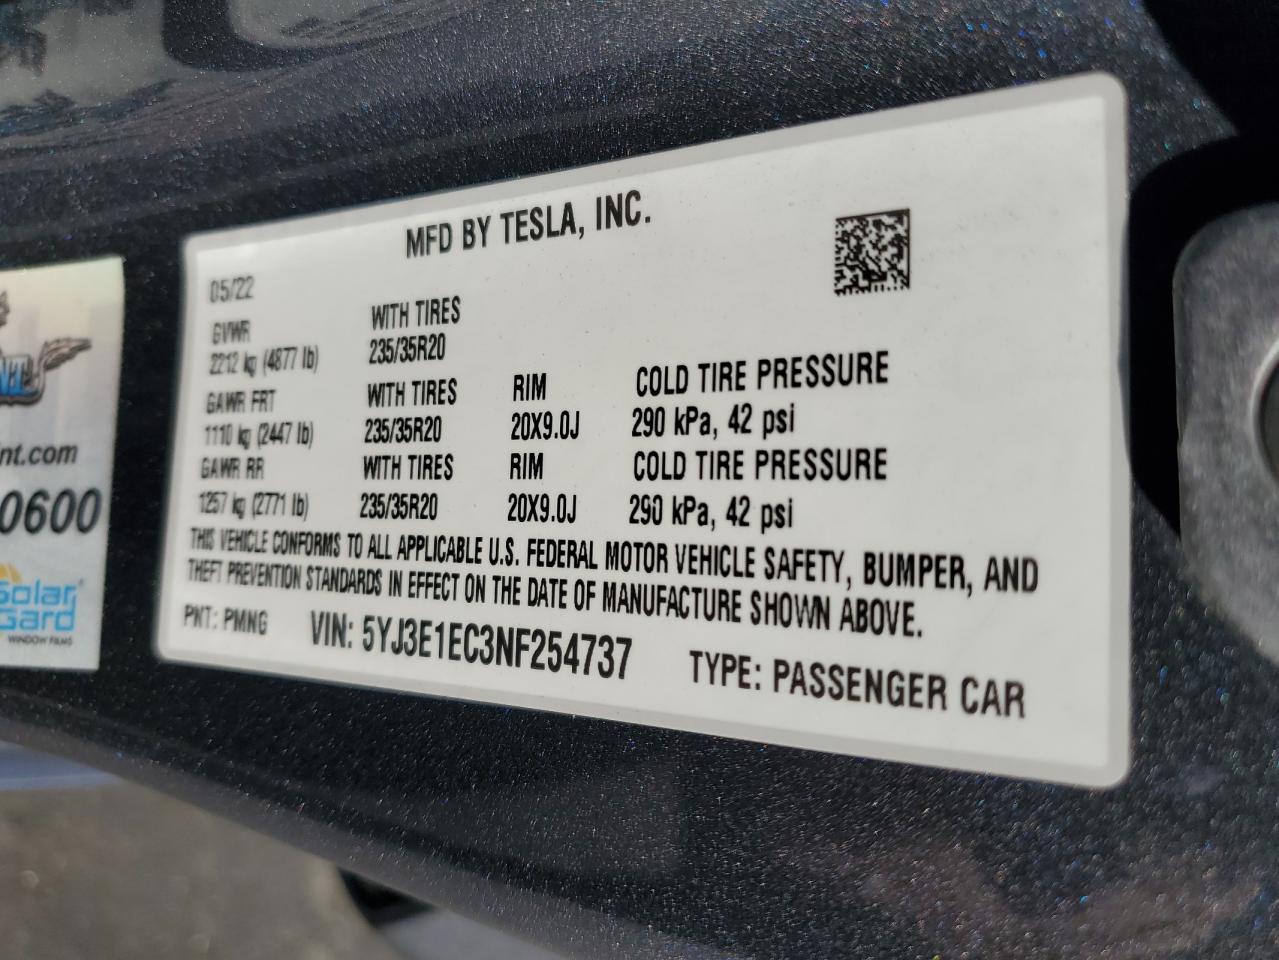 MFD BY TESLA, INC.
05/22
GVWR
2212 kg (4877 lb)
WITH TIRES
235/35R20
GAWR FRT
1110 kg (2447 lb)
WITH TIRES
235/35R20
RIM
20X9.0J
COLD TIRE PRESSURE
290 kPa, 42 psi
GAWR RR
1257 kg (2771 lb)
WITH TIRES
235/35R20
RIM
20X9.0J
COLD TIRE PRESSURE
290 kPa, 42 psi
THIS VEHICLE CONFORMS TO ALL APPLICABLE U.S. FEDERAL MOTOR VEHICLE SAFETY, BUMPER, AND
THEFT PREVENTION STANDARDS IN EFFECT ON THE DATE OF MANUFACTURE SHOWN ABOVE.
PNT: PMNG VIN: 5YJ3E1EC3NF254737 TYPE: PASSENGER CAR
nt.com
0600
Solar
Gard
WINDOW FILMS